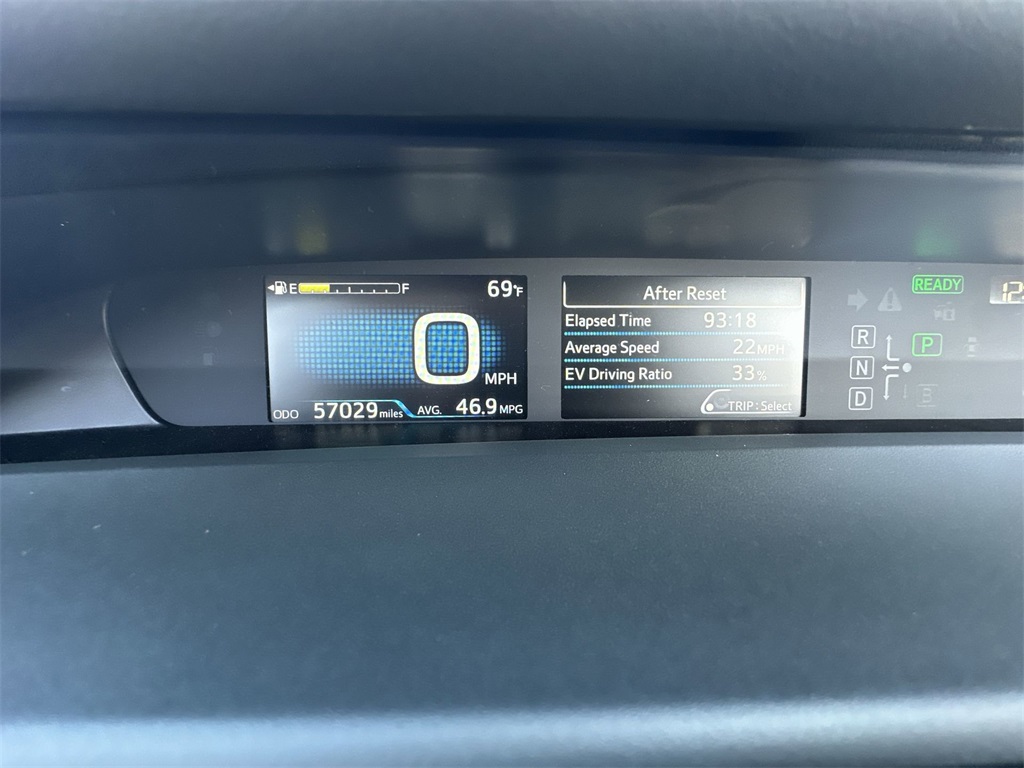 E F 69°F
0
MPH
ODO 57029 miles AVG. 46.9 MPG
After Reset
Elapsed Time 93:18
Average Speed 22 MPH
EV Driving Ratio 33%
TRIP:Select
READY
R P
N
D